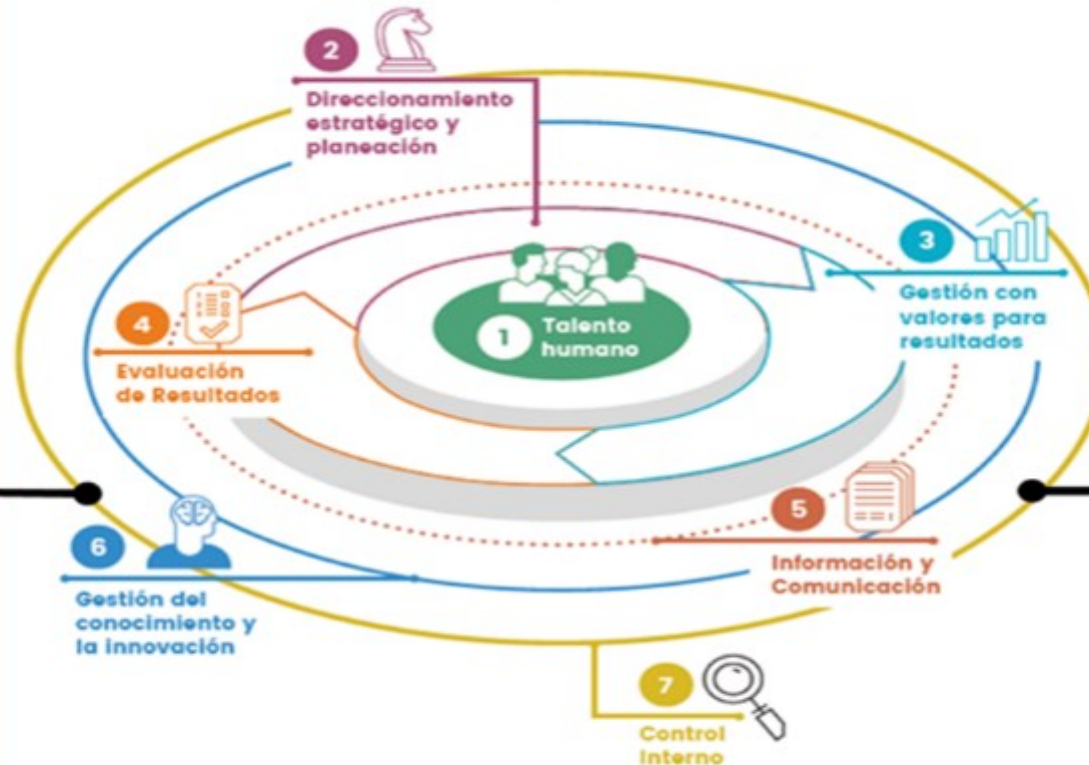 2
Direccionamiento
estratégico y
planeación
3
Gestión con
valores para
resultados
1
Talento
humano
4
Evaluación
de Resultados
5
Información y
Comunicación
6
Gestión del
conocimiento y
la innovación
7
Control
Interno